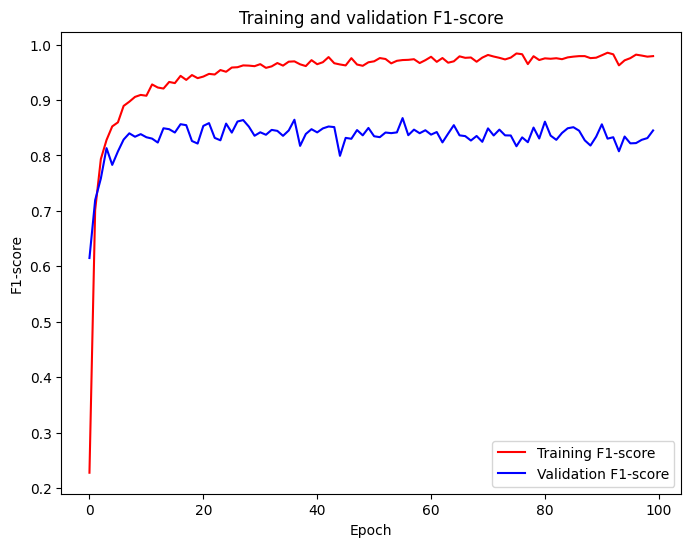 Training and validation F1-score
F1-score
1.0
0.9
0.8
0.7
0.6
0.5
0.4
0.3
0.2
Training F1-score
Validation F1-score
0 20 40 60 80 100
Epoch